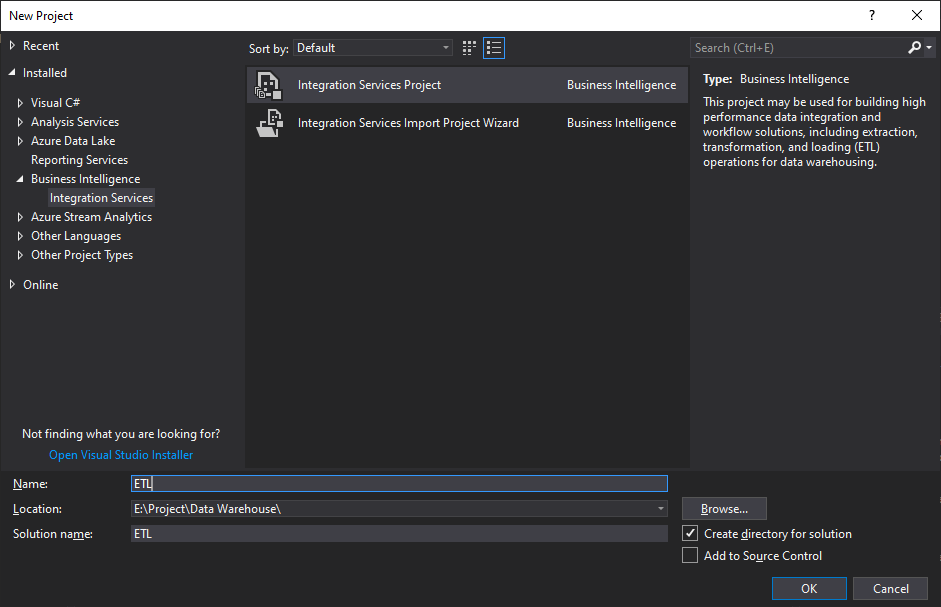 New Project
?
Recent
Installed
Visual C#
Analysis Services
Azure Data Lake
Reporting Services
Business Intelligence
Integration Services
Azure Stream Analytics
Other Languages
Other Project Types
Online
Not finding what you are looking for?
Open Visual Studio Installer
Sort by: Default
Integration Services Project Business Intelligence
Integration Services Import Project Wizard Business Intelligence
Search (Ctrl+E)
Type: Business Intelligence
This project may be used for building high
performance data integration and
workflow solutions, including extraction,
transformation, and loading (ETL)
operations for data warehousing.
Name: ETL
Location: E:\Project\Data Warehouse\
Browse...
Solution name: ETL
Create directory for solution
Add to Source Control
OK Cancel